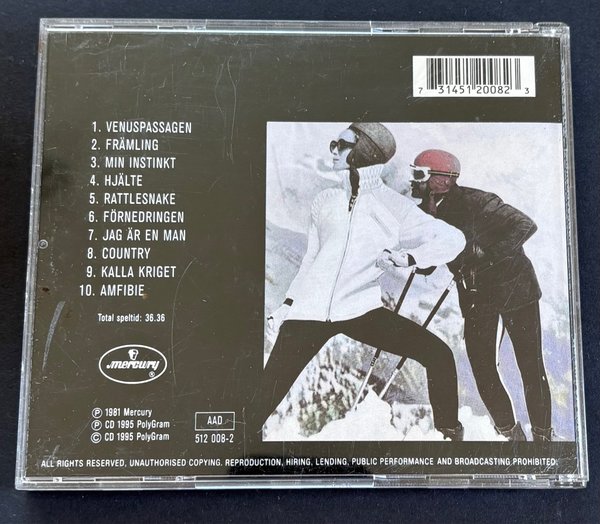 7 31451 20082 3
1. VENUSPASSAGEN
2. FRÄMLING
3. MIN INSTINKT
4. HJÄLTE
5. RATTLESNAKE
6. FÖRNEDRINGEN
7. JAG ÄR EN MAN
8. COUNTRY
9. KALLA KRIGET
10. AMFIBIE
Total speltid: 36.36
mercury
®
Ⓟ 1981 Mercury
Ⓟ CD 1995 PolyGram
© CD 1995 PolyGram
AAD
512 008-2
ALL RIGHTS RESERVED, UNAUTHORISED COPYING. REPRODUCTION, HIRING, LENDING, PUBLIC PERFORMANCE AND BROADCASTING PROHIBITED.